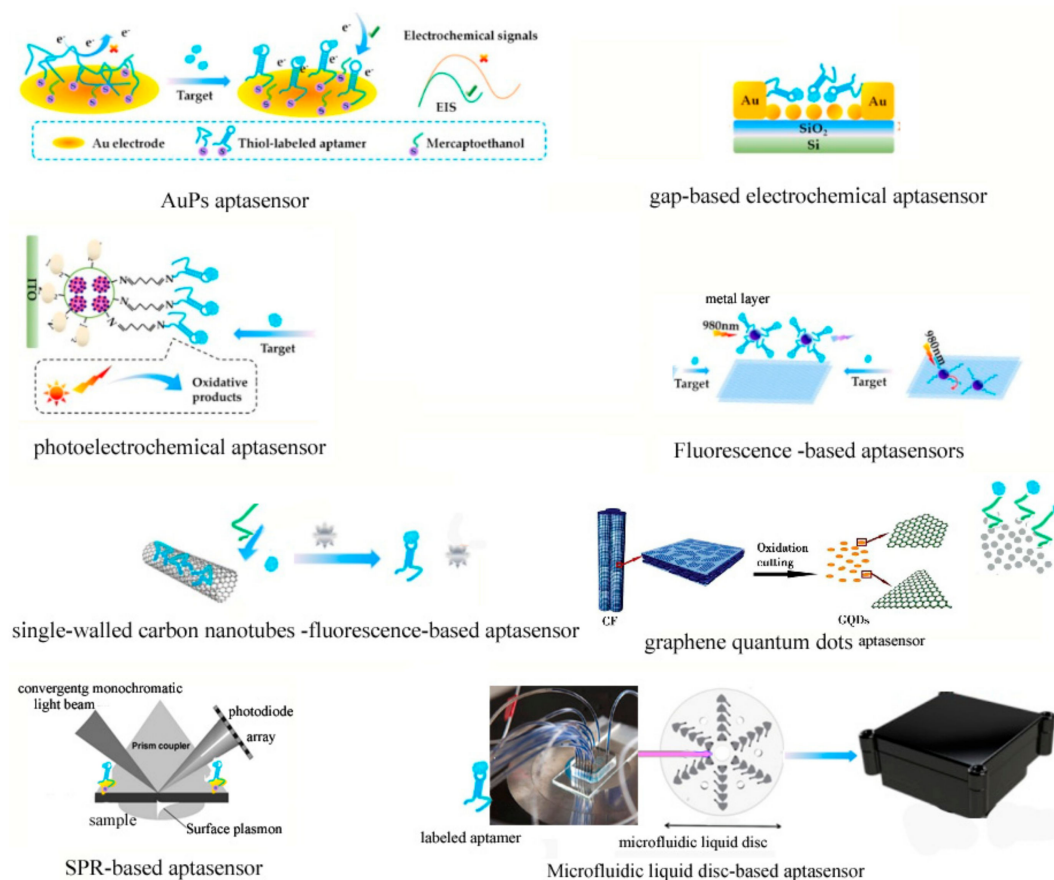 e⁻ e⁻ e⁻
e⁻ e⁻ e⁻ e⁻
Electrochemical signals
Target
EIS
S S S S S S S S
Au electrode
S S Thiol-labeled aptamer
S Mercaptoethanol
AuPs aptasensor
Au Au
SiO₂
Si
gap-based electrochemical aptasensor
ITO
N N
N N
N N
Target
Oxidative
products
photoelectrochemical aptasensor
metal layer
980nm
980nm
Target
Target
Fluorescence -based aptasensors
single-walled carbon nanotubes -fluorescence-based aptasensor
Oxidation
cutting
CF
GQDs
graphene quantum dots aptasensor
convergentg monochromatic
light beam
photodiode
array
Prism coupler
sample
Surface plasmon
SPR-based aptasensor
labeled aptamer
microfluidic liquid disc
Microfluidic liquid disc-based aptasensor